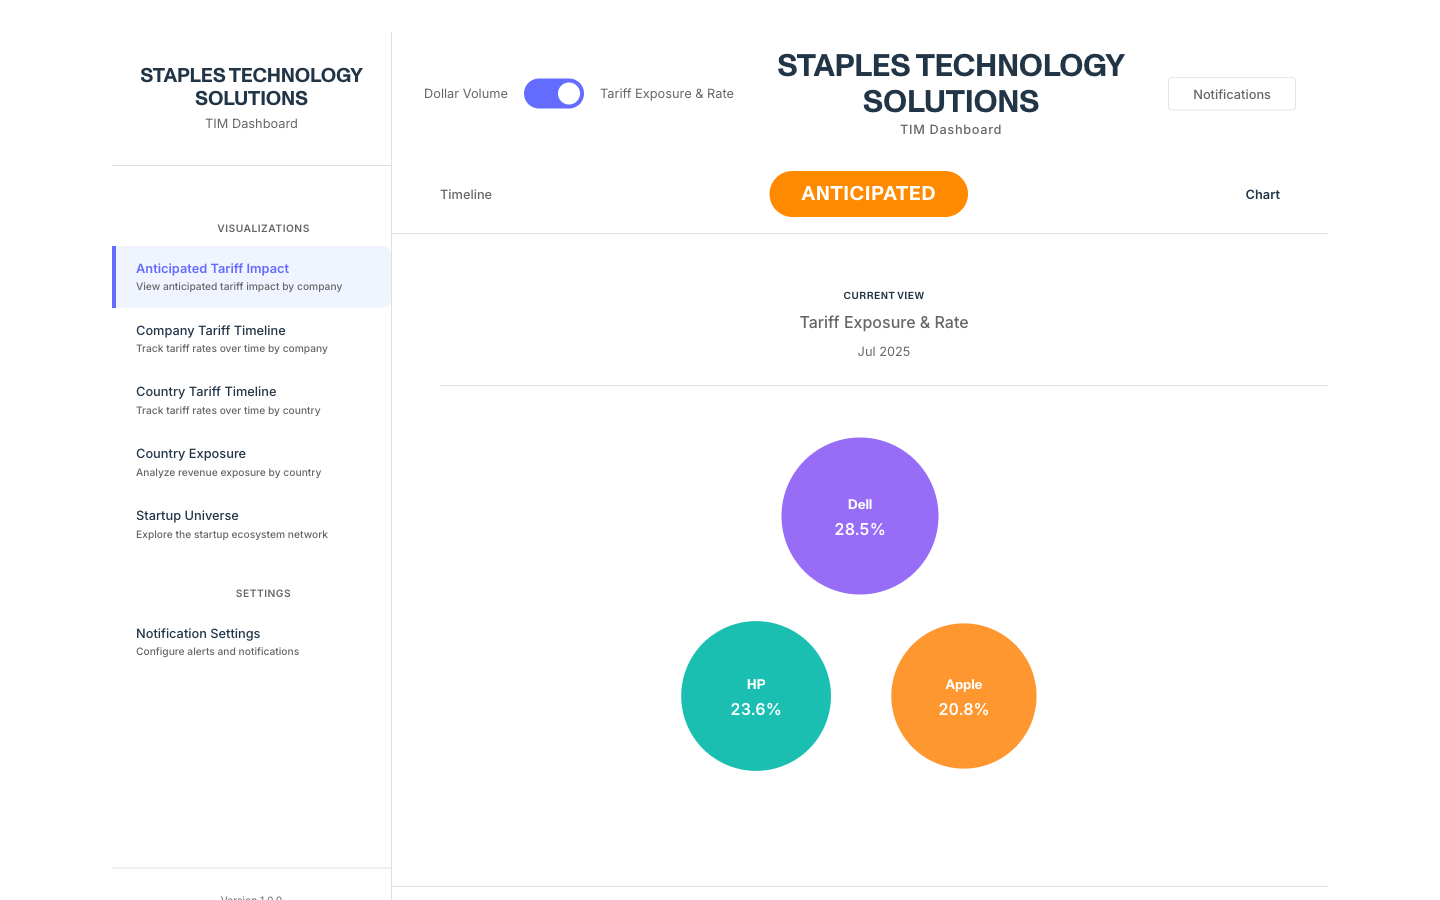 STAPLES TECHNOLOGY
SOLUTIONS
TIM Dashboard
VISUALIZATIONS
Anticipated Tariff Impact
View anticipated tariff impact by company
Company Tariff Timeline
Track tariff rates over time by company
Country Tariff Timeline
Track tariff rates over time by country
Country Exposure
Analyze revenue exposure by country
Startup Universe
Explore the startup ecosystem network
SETTINGS
Notification Settings
Configure alerts and notifications
Version 1.0.0
Dollar Volume
Tariff Exposure & Rate
STAPLES TECHNOLOGY
SOLUTIONS
TIM Dashboard
Notifications
Timeline
ANTICIPATED
Chart
CURRENT VIEW
Tariff Exposure & Rate
Jul 2025
Dell
28.5%
HP
23.6%
Apple
20.8%